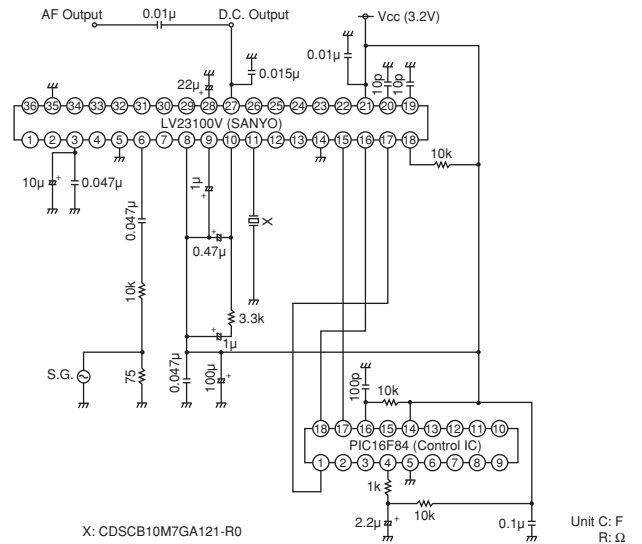 AF Output 0.01µ D.C. Output Vcc (3.2V)
0.01µ
22µ + 0.015µ 10p 10p
36 35 34 33 32 31 30 29 28 27 26 25 24 23 22 21 20 19
LV23100V (SANYO)
1 2 3 4 5 6 7 8 9 10 11 12 13 14 15 16 17 18
10k
10µ + 0.047µ 0.047µ 1µ + X
+ 0.47µ
10k 3.3k
+ 1µ
S.G. 75 0.047µ 100µ + 100p 10k
18 17 16 15 14 13 12 11 10
PIC16F84 (Control IC)
1 2 3 4 5 6 7 8 9
1k
10k
2.2µ + 0.1µ
X: CDSCB10M7GA121-R0
Unit C: F
R: Ω